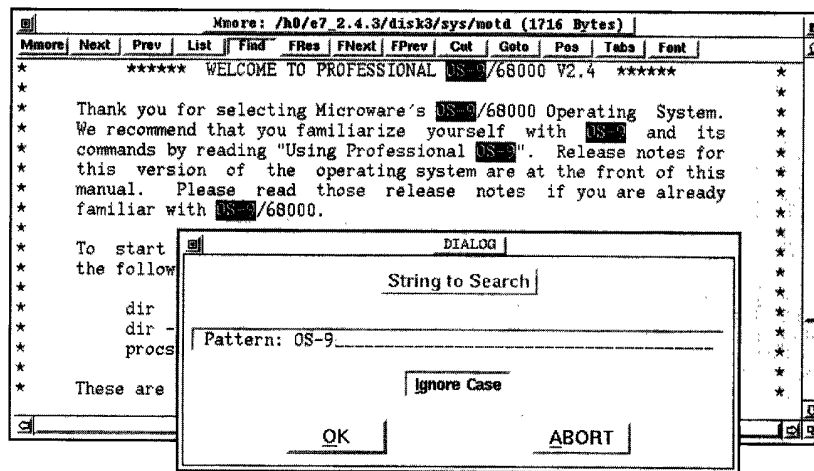 Mmore: /h0/e7_2.4.3/disk3/sys/motd (1716 Bytes)
Mmore Next Prev List Find FRes FNext FPrev Cut Goto Pos Tabs Font
* ****** WELCOME TO PROFESSIONAL OS-9/68000 V2.4 ****** *
* *
* Thank you for selecting Microware's OS-9/68000 Operating System. *
* We recommend that you familiarize yourself with OS-9 and its *
* commands by reading "Using Professional OS-9". Release notes for *
* this version of the operating system are at the front of this *
* manual. Please read those release notes if you are already *
* familiar with OS-9/68000. *
* *
* To start *
* the follow *
* *
* dir *
* dir - *
* procs *
* *
* These are *
DIALOG
String to Search
Pattern: OS-9
Ignore Case
OK ABORT